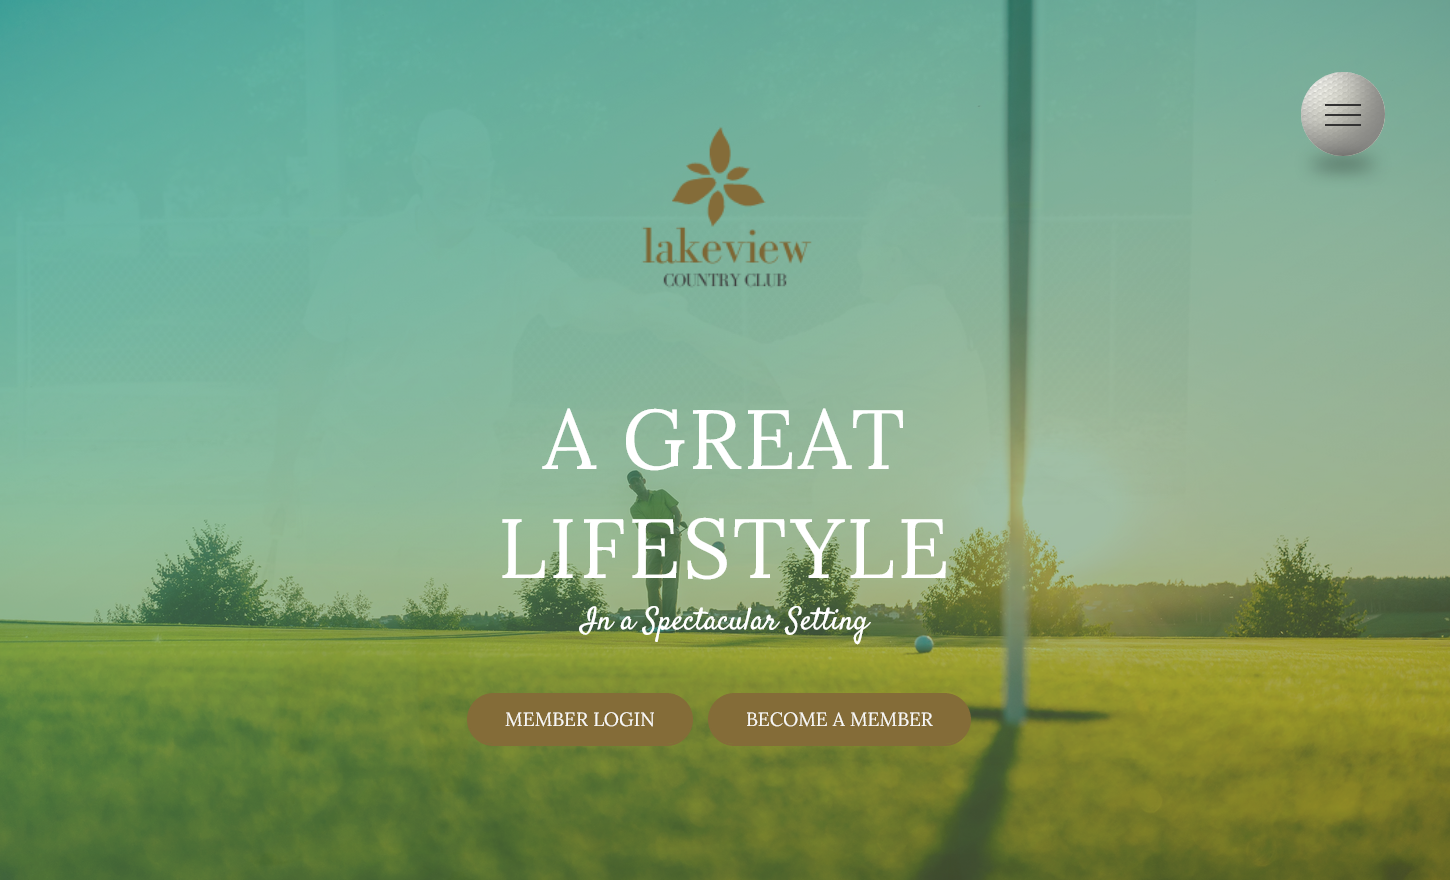 lakeview
COUNTRY CLUB
A GREAT
LIFESTYLE
In a Spectacular Setting
MEMBER LOGIN
BECOME A MEMBER